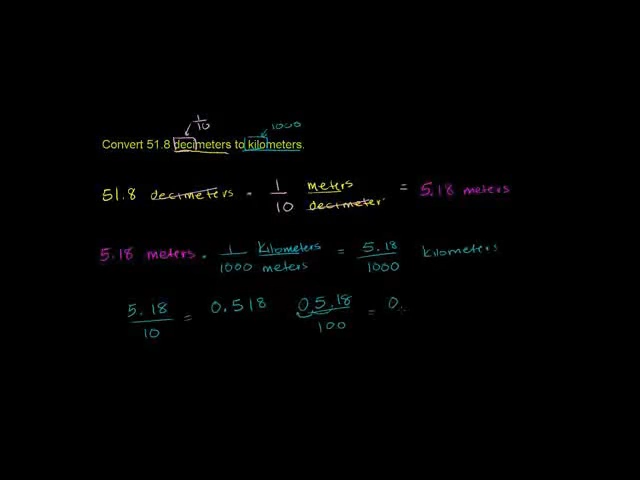 1/10 1000
Convert 51.8 decimeters to kilometers.
51.8 decimeters · 1/10 meters/decimeter = 5.18 meters
5.18 meters · 1/1000 kilometers/meters = 5.18/1000 kilometers
5.18/10 = 0.518 05.18/100 = 0.